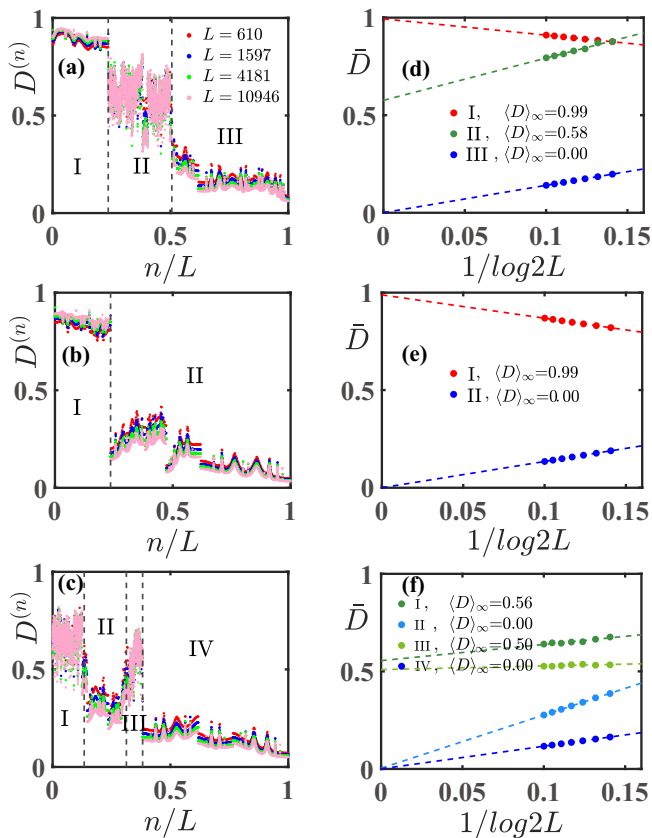 1
D^(n)
0.5
0
(a)
L = 610
L = 1597
L = 4181
L = 10946
I
II
III
0
0.5
1
n/L
1
D̄
0.5
0
(d)
I, ⟨D⟩∞=0.99
II , ⟨D⟩∞=0.58
III , ⟨D⟩∞=0.00
0
0.05
0.1
0.15
1/log2L
1
D^(n)
0.5
0
(b)
I
II
0
0.5
1
n/L
1
D̄
0.5
0
(e)
I, ⟨D⟩∞=0.99
II , ⟨D⟩∞=0.00
0
0.05
0.1
0.15
1/log2L
1
D^(n)
0.5
0
(c)
I
II
III
IV
0
0.5
1
n/L
1
D̄
0.5
0
(f)
I , ⟨D⟩∞=0.56
II , ⟨D⟩∞=0.00
III , ⟨D⟩∞=0.50
IV, ⟨D⟩∞=0.00
0
0.05
0.1
0.15
1/log2L